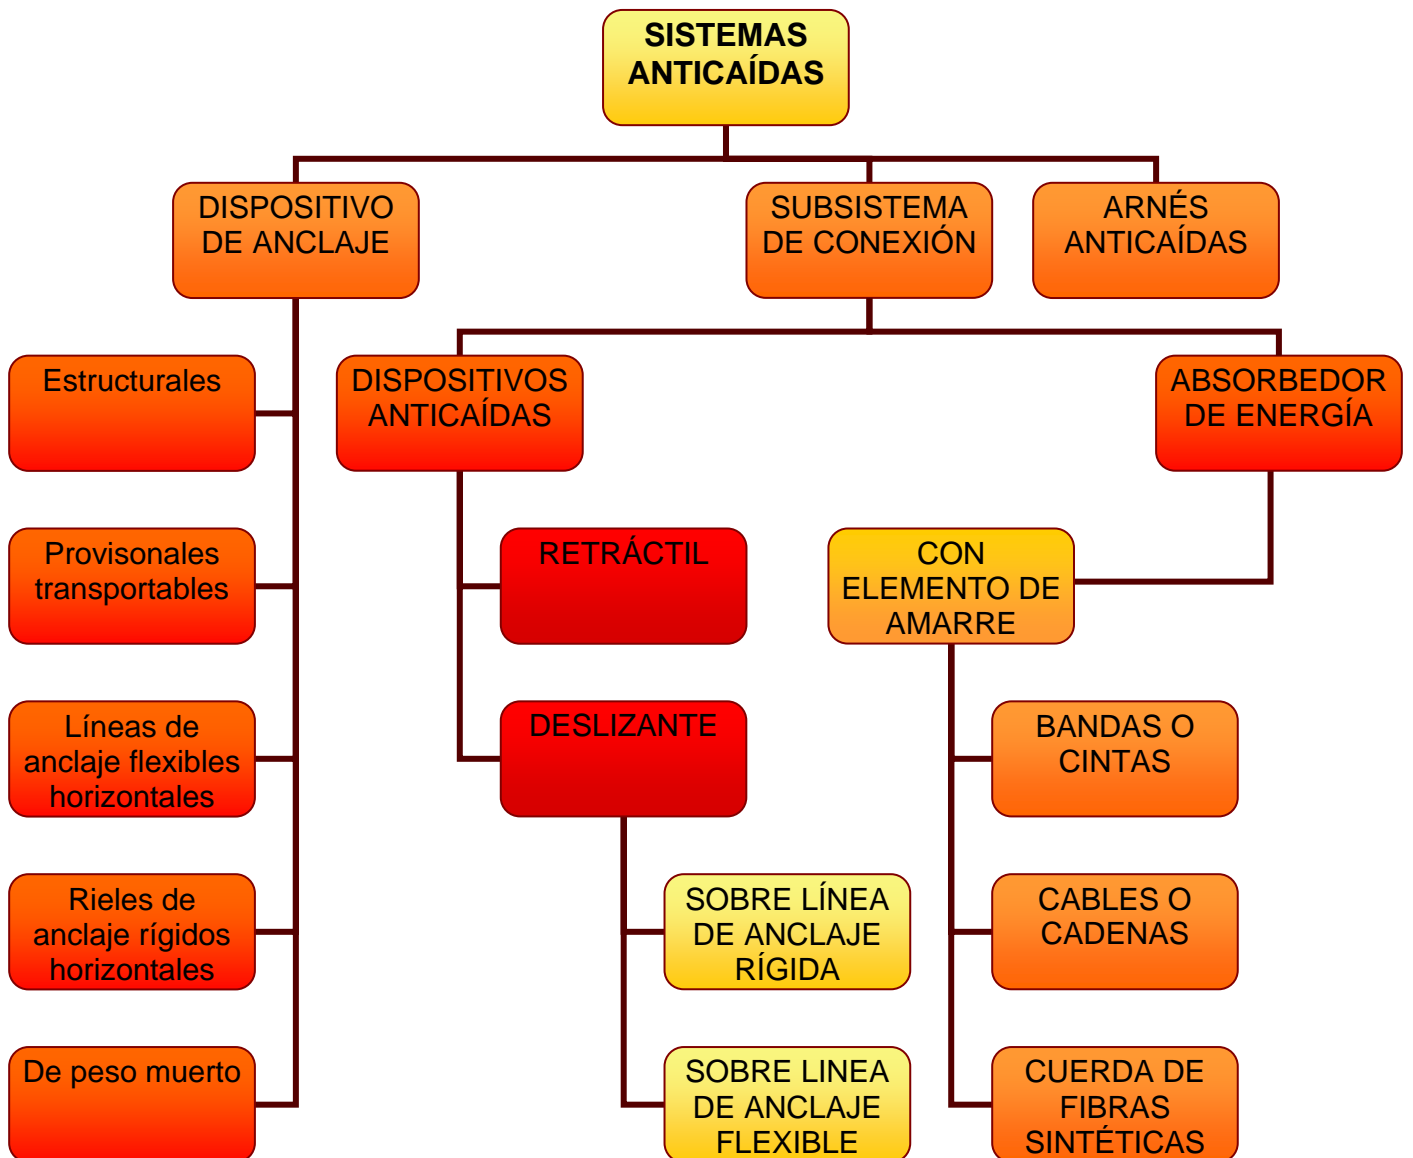 SISTEMAS
ANTICAÍDAS
DISPOSITIVO
DE ANCLAJE
SUBSISTEMA
DE CONEXIÓN
ARNÉS
ANTICAÍDAS
Estructurales
DISPOSITIVOS
ANTICAÍDAS
ABSORBEDOR
DE ENERGÍA
Provisonales
transportables
RETRÁCTIL
CON
ELEMENTO DE
AMARRE
Líneas de
anclaje flexibles
horizontales
DESLIZANTE
BANDAS O
CINTAS
Rieles de
anclaje rígidos
horizontales
SOBRE LÍNEA
DE ANCLAJE
RÍGIDA
CABLES O
CADENAS
De peso muerto
SOBRE LINEA
DE ANCLAJE
FLEXIBLE
CUERDA DE
FIBRAS
SINTÉTICAS